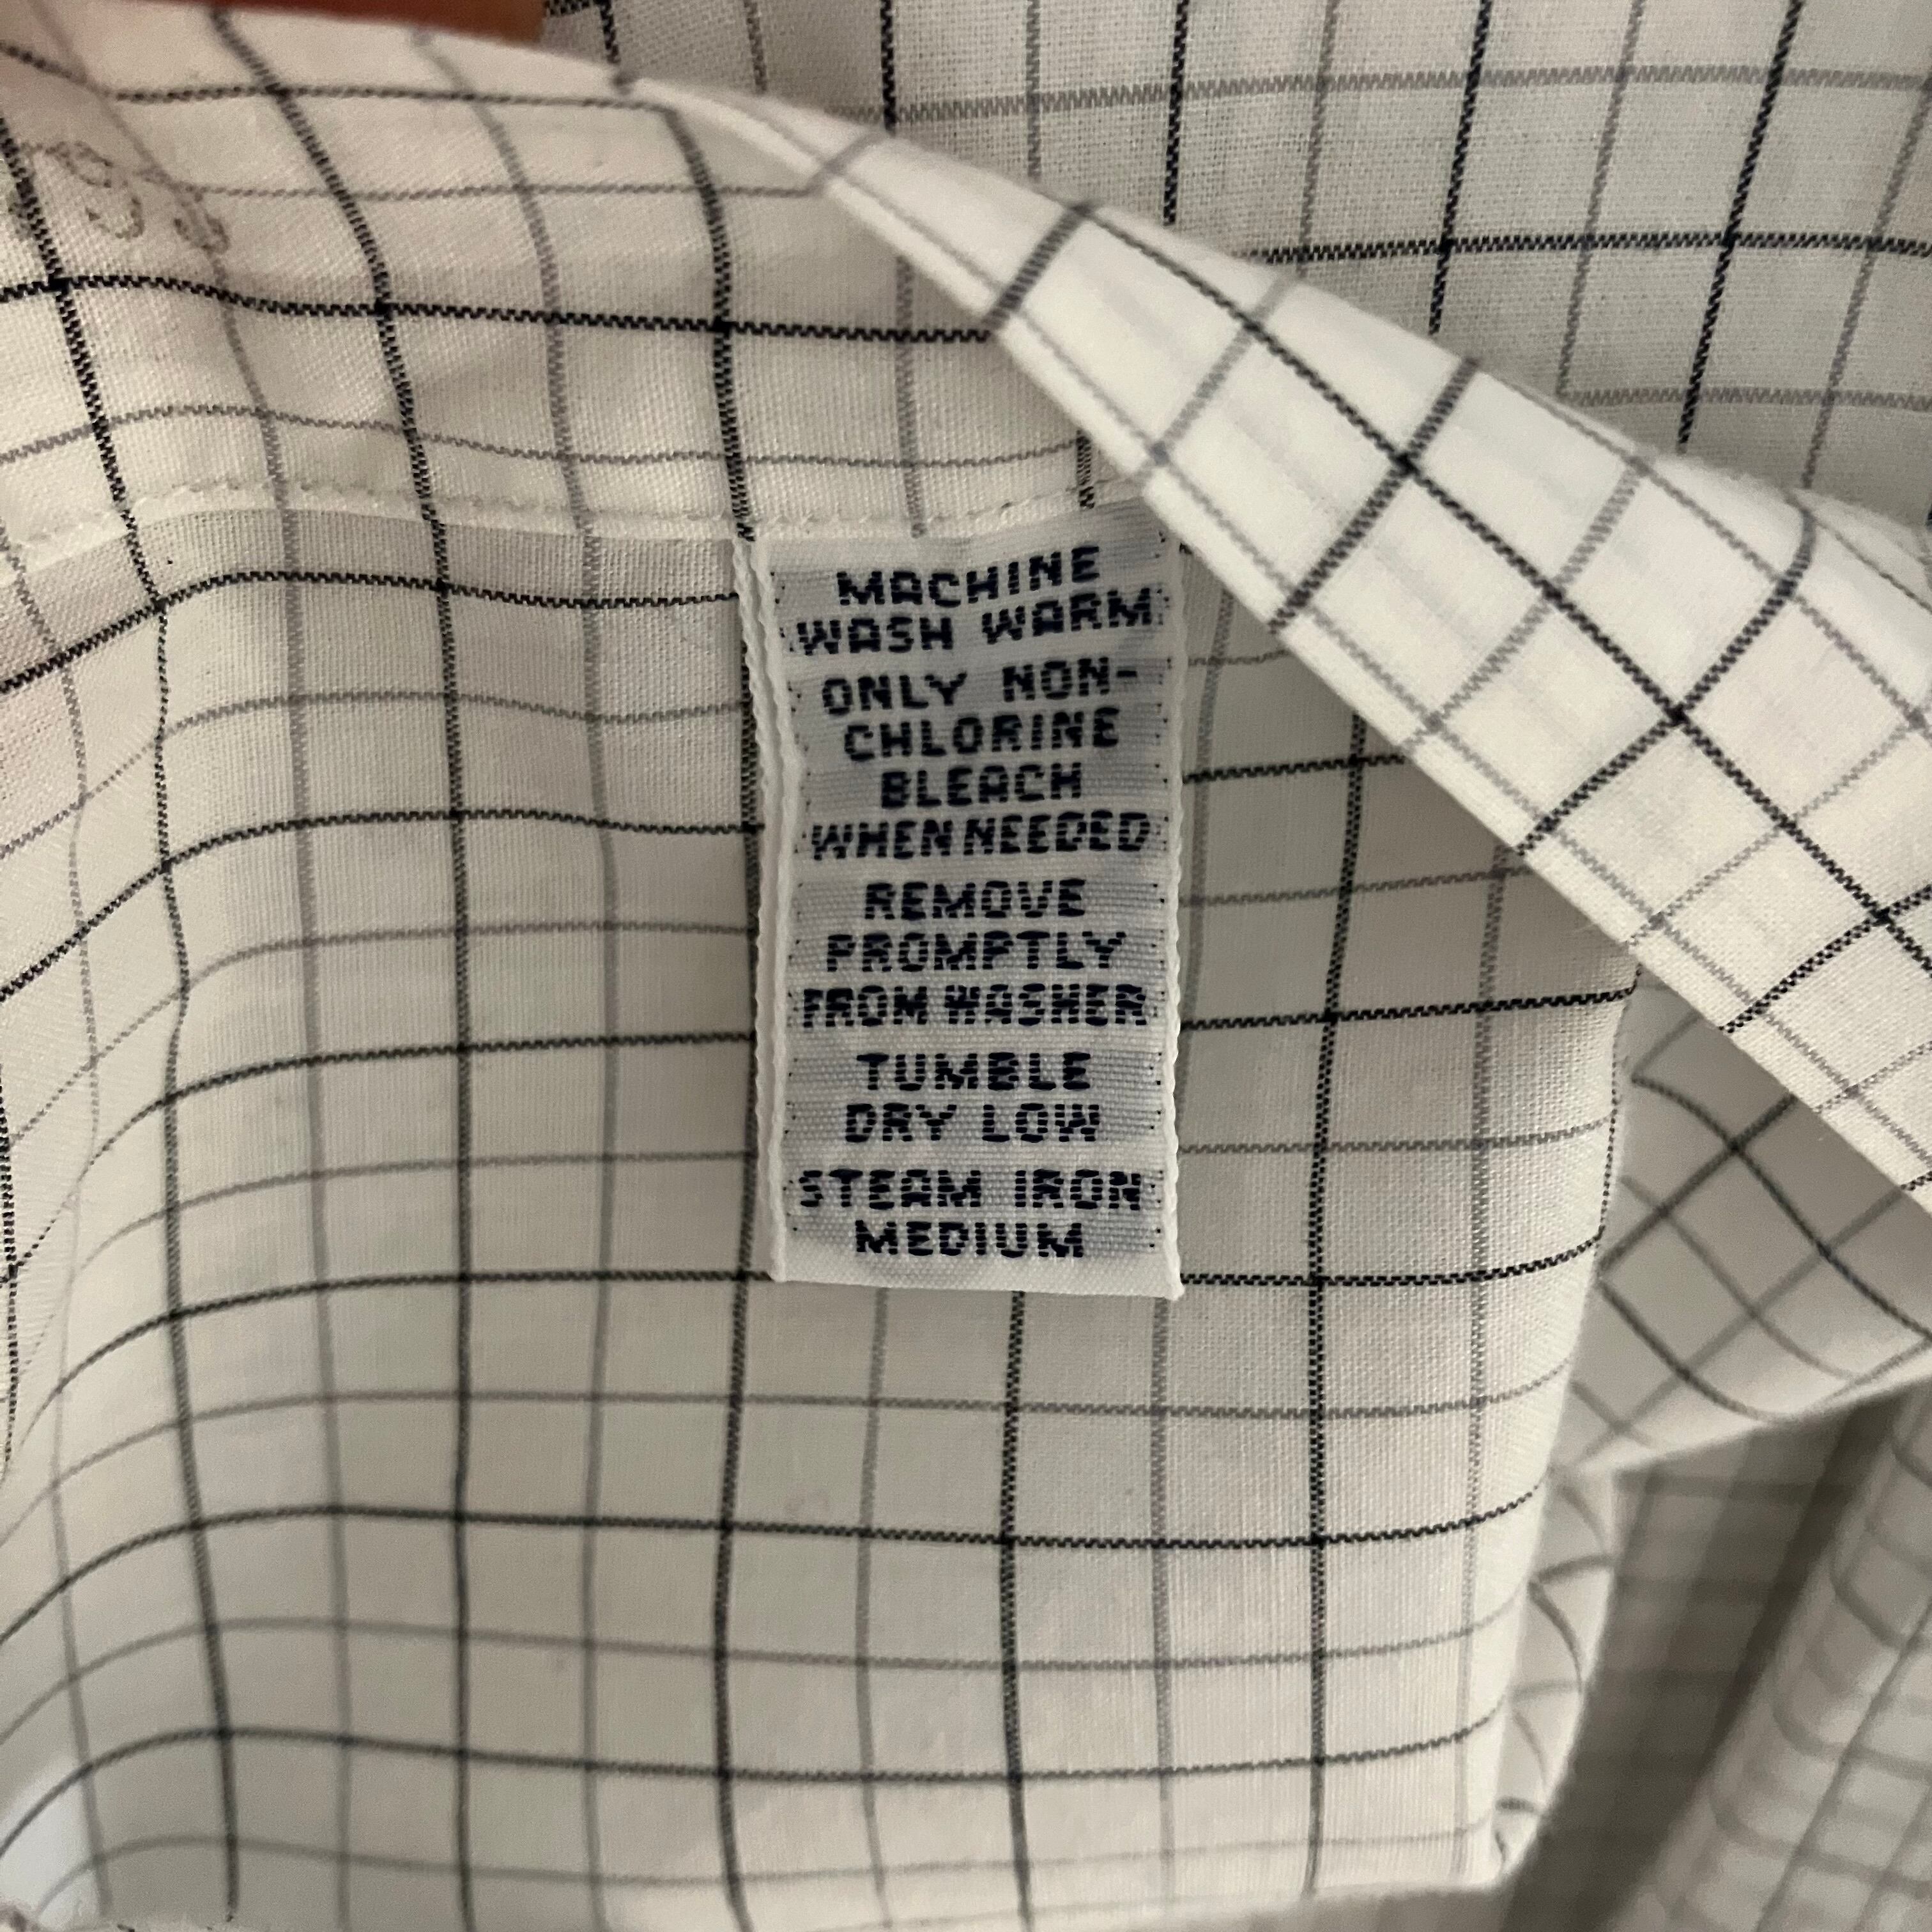 MACHINE
WASH WARM
ONLY NON-
CHLORINE
BLEACH
WHEN NEEDED
REMOVE
PROMPTLY
FROM WASHER
TUMBLE
DRY LOW
STEAM IRON
MEDIUM